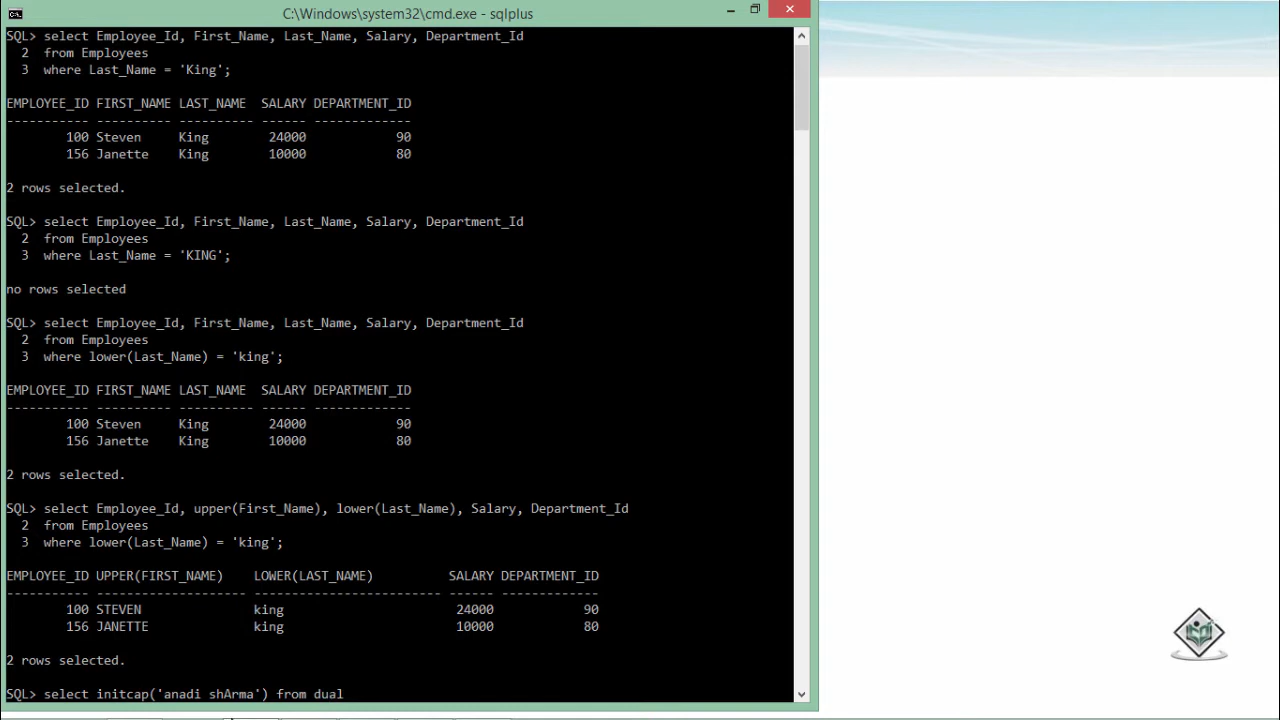 C:\Windows\system32\cmd.exe - sqlplus
SQL> select Employee_Id, First_Name, Last_Name, Salary, Department_Id
  2  from Employees
  3  where Last_Name = 'King';
EMPLOYEE_ID FIRST_NAME LAST_NAME  SALARY DEPARTMENT_ID
----------- ---------- ---------- ------ -------------
        100 Steven     King        24000            90
        156 Janette    King        10000            80
2 rows selected.
SQL> select Employee_Id, First_Name, Last_Name, Salary, Department_Id
  2  from Employees
  3  where Last_Name = 'KING';
no rows selected
SQL> select Employee_Id, First_Name, Last_Name, Salary, Department_Id
  2  from Employees
  3  where lower(Last_Name) = 'king';
EMPLOYEE_ID FIRST_NAME LAST_NAME  SALARY DEPARTMENT_ID
----------- ---------- ---------- ------ -------------
        100 Steven     King        24000            90
        156 Janette    King        10000            80
2 rows selected.
SQL> select Employee_Id, upper(First_Name), lower(Last_Name), Salary, Department_Id
  2  from Employees
  3  where lower(Last_Name) = 'king';
EMPLOYEE_ID UPPER(FIRST_NAME)    LOWER(LAST_NAME)          SALARY DEPARTMENT_ID
----------- -------------------- ------------------------- ------ -------------
        100 STEVEN               king                       24000            90
        156 JANETTE              king                       10000            80
2 rows selected.
SQL> select initcap('anadi shArma') from dual